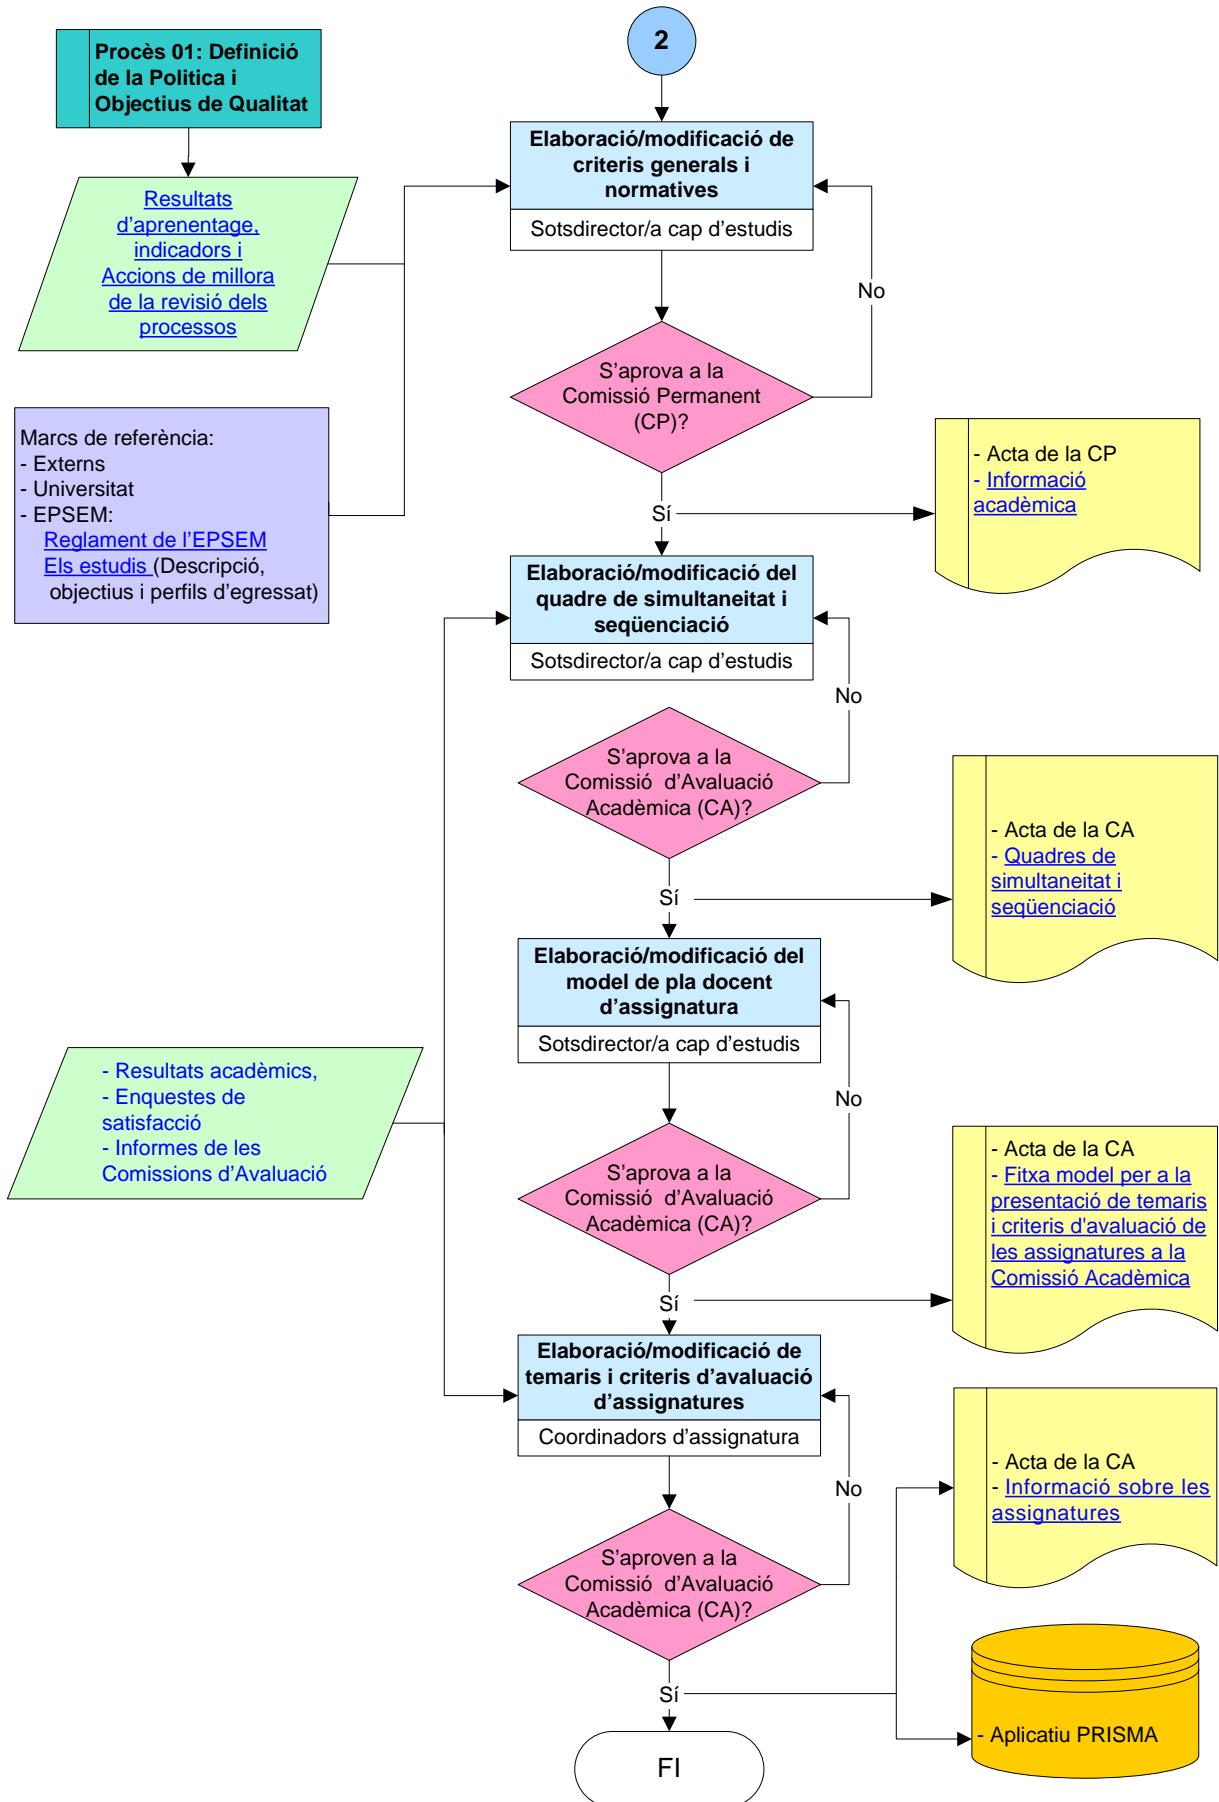 2
Procès 01: Definició
de la Politica i
Objectius de Qualitat
Elaboració/modificació de
criteris generals i
normatives
Sotsdirector/a cap d'estudis
Resultats
d'aprenentage,
indicadors i
Accions de millora
de la revisió dels
processos
No
S'aprova a la
Comissió Permanent
(CP)?
Marcs de referència:
- Externs
- Universitat
- EPSEM:
Reglament de l'EPSEM
Els estudis (Descripció,
objectius i perfils d'egressat)
- Acta de la CP
- Informació
acadèmica
Sí
Elaboració/modificació del
quadre de simultaneitat i
seqüenciació
Sotsdirector/a cap d'estudis
No
S'aprova a la
Comissió d'Avaluació
Acadèmica (CA)?
- Acta de la CA
- Quadres de
simultaneitat i
seqüenciació
Sí
Elaboració/modificació del
model de pla docent
d'assignatura
Sotsdirector/a cap d'estudis
- Resultats acadèmics,
- Enquestes de
satisfacció
- Informes de les
Comissions d'Avaluació
No
S'aprova a la
Comissió d'Avaluació
Acadèmica (CA)?
- Acta de la CA
- Fitxa model per a la
presentació de temaris
i criteris d'avaluació de
les assignatures a la
Comissió Acadèmica
Sí
Elaboració/modificació de
temaris i criteris d'avaluació
d'assignatures
Coordinadors d'assignatura
No
- Acta de la CA
- Informació sobre les
assignatures
S'aproven a la
Comissió d'Avaluació
Acadèmica (CA)?
Sí
- Aplicatiu PRISMA
FI